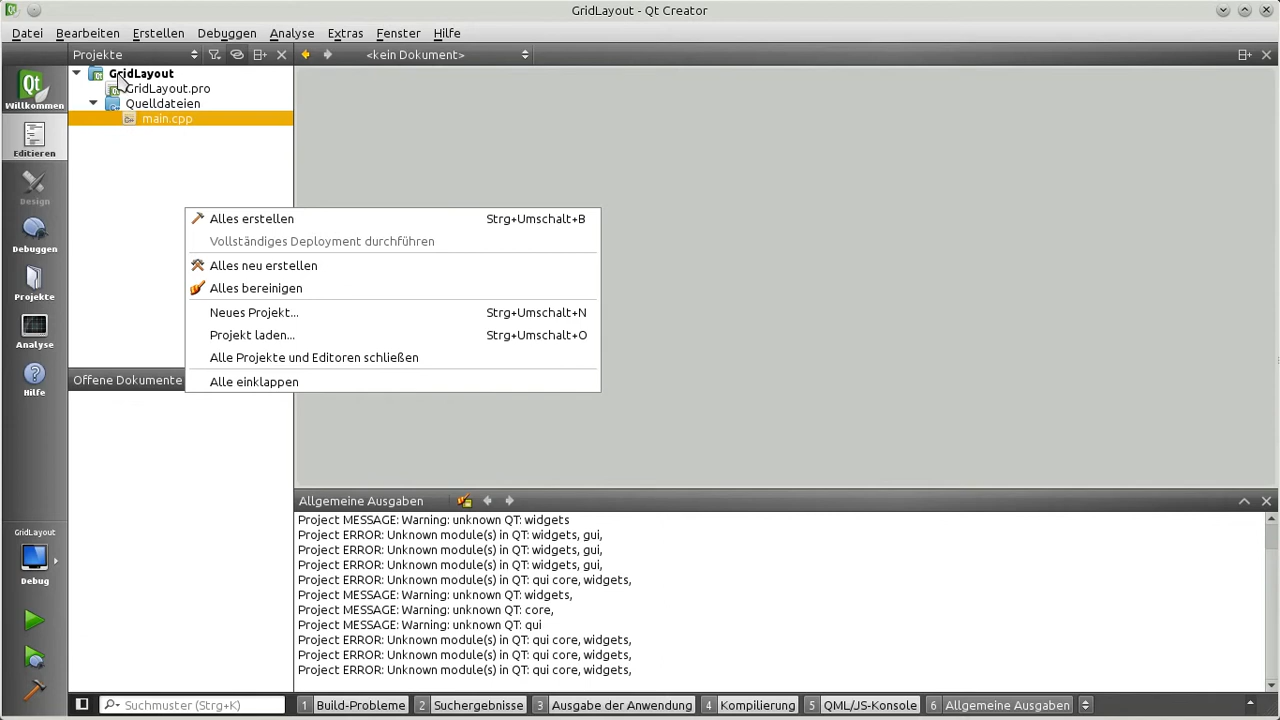 GridLayout - Qt Creator
Datei Bearbeiten Erstellen Debuggen Analyse Extras Fenster Hilfe
Projekte <kein Dokument>
GridLayout
GridLayout.pro
Quelldateien
main.cpp
Willkommen
Editieren
Design
Debuggen
Projekte
Analyse
Hilfe
Alles erstellen Strg+Umschalt+B
Vollständiges Deployment durchführen
Alles neu erstellen
Alles bereinigen
Neues Projekt... Strg+Umschalt+N
Projekt laden... Strg+Umschalt+O
Alle Projekte und Editoren schließen
Alle einklappen
Offene Dokumente
Allgemeine Ausgaben
Project MESSAGE: Warning: unknown QT: widgets
Project ERROR: Unknown module(s) in QT: widgets, gui,
Project ERROR: Unknown module(s) in QT: widgets, gui,
Project ERROR: Unknown module(s) in QT: widgets, gui,
Project ERROR: Unknown module(s) in QT: qui core, widgets,
Project MESSAGE: Warning: unknown QT: widgets,
Project MESSAGE: Warning: unknown QT: core,
Project MESSAGE: Warning: unknown QT: qui
Project ERROR: Unknown module(s) in QT: qui core, widgets,
Project ERROR: Unknown module(s) in QT: qui core, widgets,
Project ERROR: Unknown module(s) in QT: qui core, widgets,
GridLayout
Debug
Suchmuster (Strg+K) 1 Build-Probleme 2 Suchergebnisse 3 Ausgabe der Anwendung 4 Kompilierung 5 QML/JS-Konsole 6 Allgemeine Ausgaben